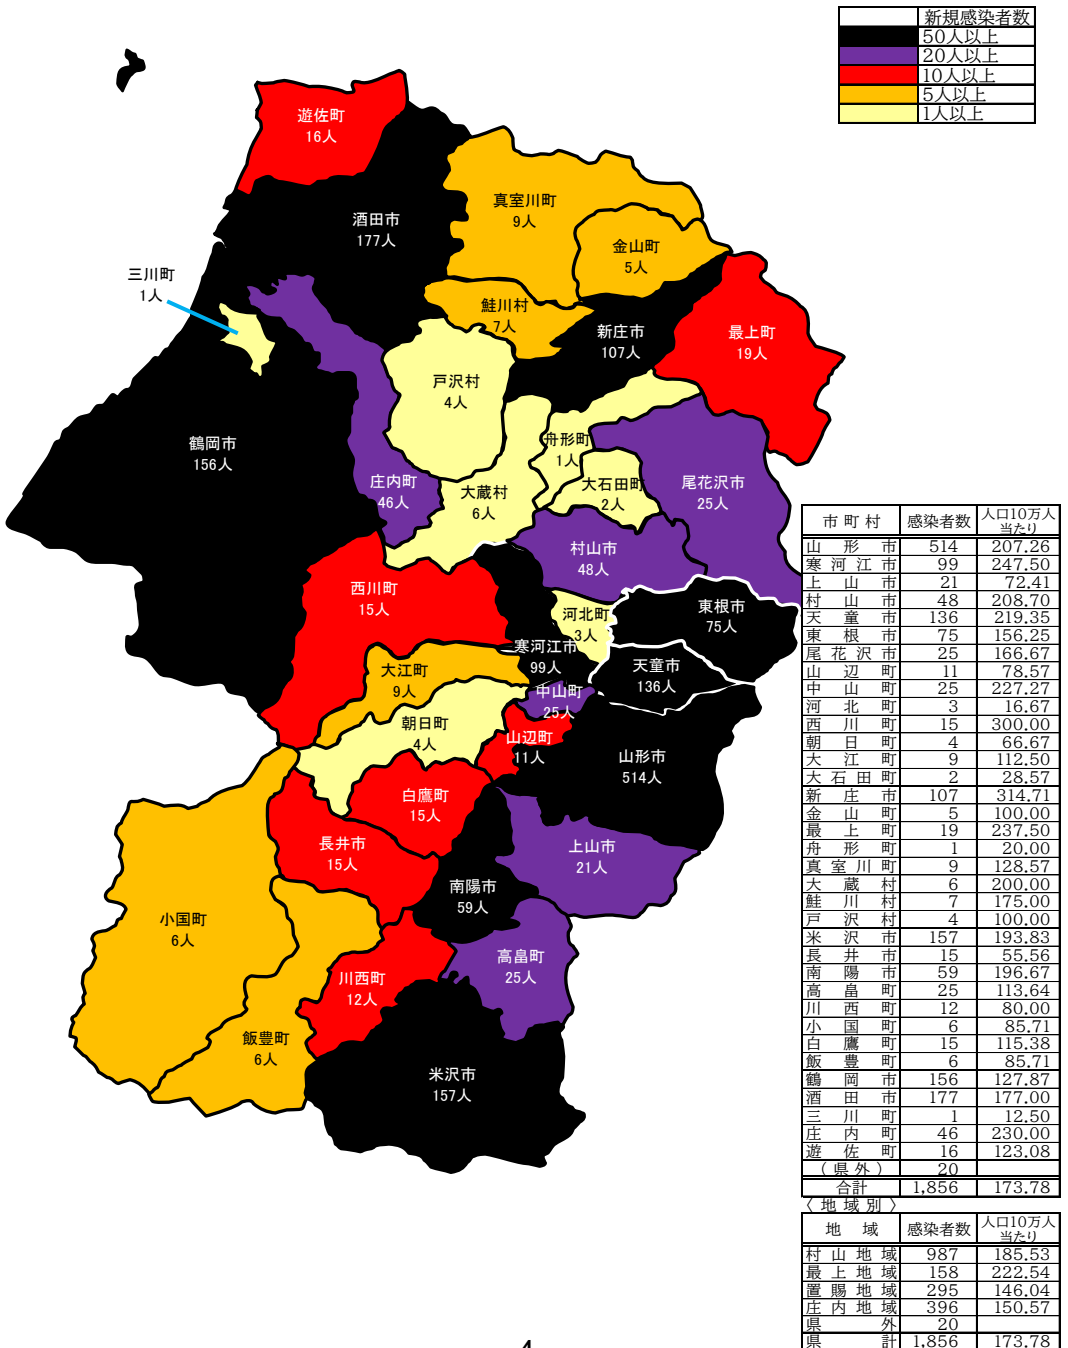 新規感染者数
50人以上
20人以上
10人以上
5人以上
1人以上
遊佐町
16人
酒田市
177人
真室川町
9人
金山町
5人
三川町
1人
鮭川村
7人
新庄市
107人
最上町
19人
戸沢村
4人
鶴岡市
156人
舟形町
1人
庄内町
46人
大蔵村
6人
大石田町
2人
尾花沢市
25人
村山市
48人
西川町
15人
河北町
3人
東根市
75人
寒河江市
99人
大江町
9人
天童市
136人
中山町
25人
朝日町
4人
山辺町
11人
山形市
514人
白鷹町
15人
長井市
15人
上山市
21人
南陽市
59人
小国町
6人
高畠町
25人
川西町
12人
飯豊町
6人
米沢市
157人
市町村 感染者数 人口10万人当たり
山形市 514 207.26
寒河江市 99 247.50
上山市 21 72.41
村山市 48 208.70
天童市 136 219.35
東根市 75 156.25
尾花沢市 25 166.67
山辺町 11 78.57
中山町 25 227.27
河北町 3 16.67
西川町 15 300.00
朝日町 4 66.67
大江町 9 112.50
大石田町 2 28.57
新庄市 107 314.71
金山町 5 100.00
最上町 19 237.50
舟形町 1 20.00
真室川町 9 128.57
大蔵村 6 200.00
鮭川村 7 175.00
戸沢村 4 100.00
米沢市 157 193.83
長井市 15 55.56
南陽市 59 196.67
高畠町 25 113.64
川西町 12 80.00
小国町 6 85.71
白鷹町 15 115.38
飯豊町 6 85.71
鶴岡市 156 127.87
酒田市 177 177.00
三川町 1 12.50
庄内町 46 230.00
遊佐町 16 123.08
（県外） 20
合計 1,856 173.78
〈地域別〉
地域 感染者数 人口10万人当たり
村山地域 987 185.53
最上地域 158 222.54
置賜地域 295 146.04
庄内地域 396 150.57
県外 20
県計 1,856 173.78